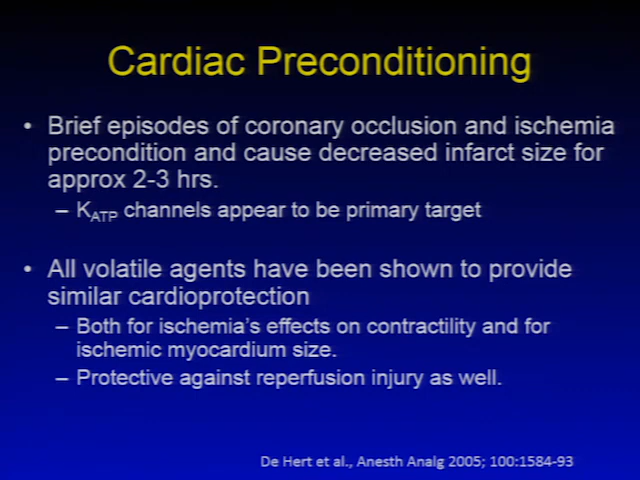 Cardiac Preconditioning
• Brief episodes of coronary occlusion and ischemia
precondition and cause decreased infarct size for
approx 2-3 hrs.
– KATP channels appear to be primary target
• All volatile agents have been shown to provide
similar cardioprotection
– Both for ischemia's effects on contractility and for
ischemic myocardium size.
– Protective against reperfusion injury as well.
De Hert et al., Anesth Analg 2005; 100:1584-93